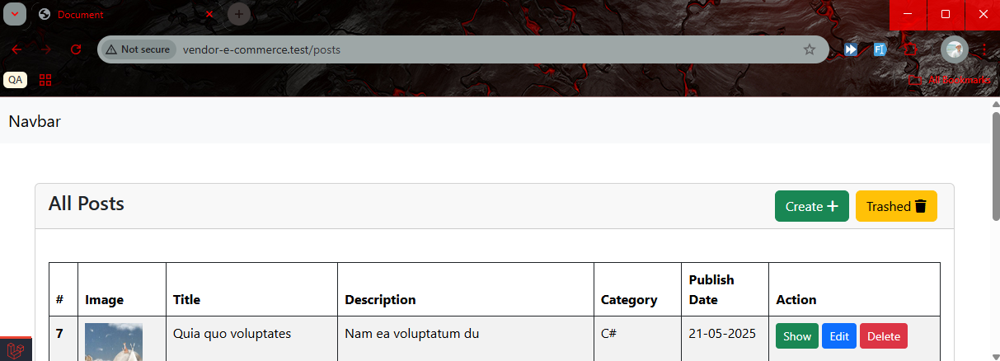 Document
Not secure
vendor-e-commerce.test/posts
QA
All Bookmarks
Navbar
All Posts
Create
Trashed
# Image Title Description Category Publish Date Action
7 Quia quo voluptates Nam ea voluptatum du C# 21-05-2025 Show Edit Delete